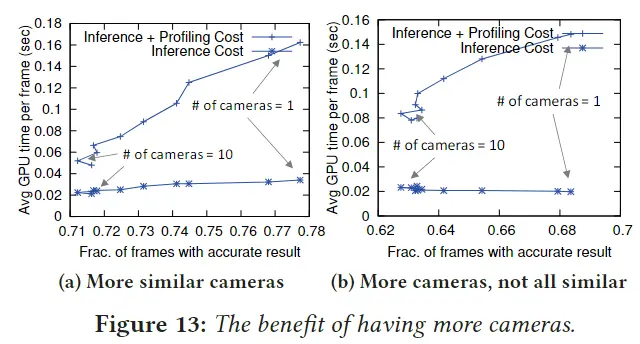 Avg GPU time per frame (sec)
0.18
0.16
0.14
0.12
0.1
0.08
0.06
0.04
0.02
0
Inference + Profiling Cost
Inference Cost
# of cameras = 1
# of cameras = 10
0.71 0.72 0.73 0.74 0.75 0.76 0.77 0.78
Frac. of frames with accurate result
(a) More similar cameras
Avg GPU time per frame (sec)
0.16
0.14
0.12
0.1
0.08
0.06
0.04
0.02
0
Inference + Profiling Cost
Inference Cost
# of cameras = 1
# of cameras = 10
0.62 0.64 0.66 0.68 0.7
Frac. of frames with accurate result
(b) More cameras, not all similar
Figure 13: The benefit of having more cameras.